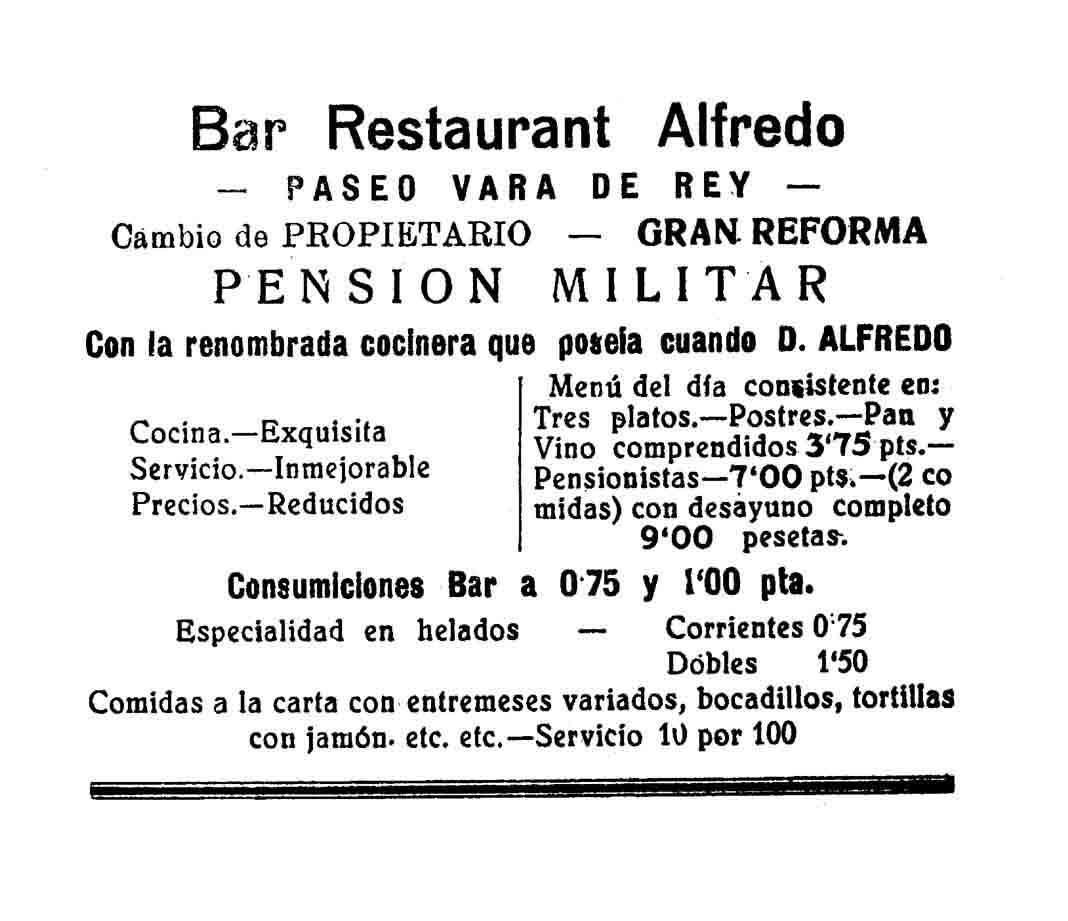 Bar Restaurant Alfredo
— PASEO VARA DE REY —
Cambio de PROPIETARIO — GRAN REFORMA
PENSION MILITAR
Con la renombrada cocinera que poseia cuando D. ALFREDO
Cocina.—Exquisita
Servicio.—Inmejorable
Precios.—Reducidos
Menú del día consistente en:
Tres platos.—Postres.—Pan y
Vino comprendidos 3'75 pts.—
Pensionistas—7'00 pts.—(2 co
midas) con desayuno completo
9'00 pesetas.
Consumiciones Bar a 0'75 y 1'00 pta.
Especialidad en helados — Corrientes 0'75
Dobles 1'50
Comidas a la carta con entremeses variados, bocadillos, tortillas
con jamón. etc. etc.—Servicio 10 por 100